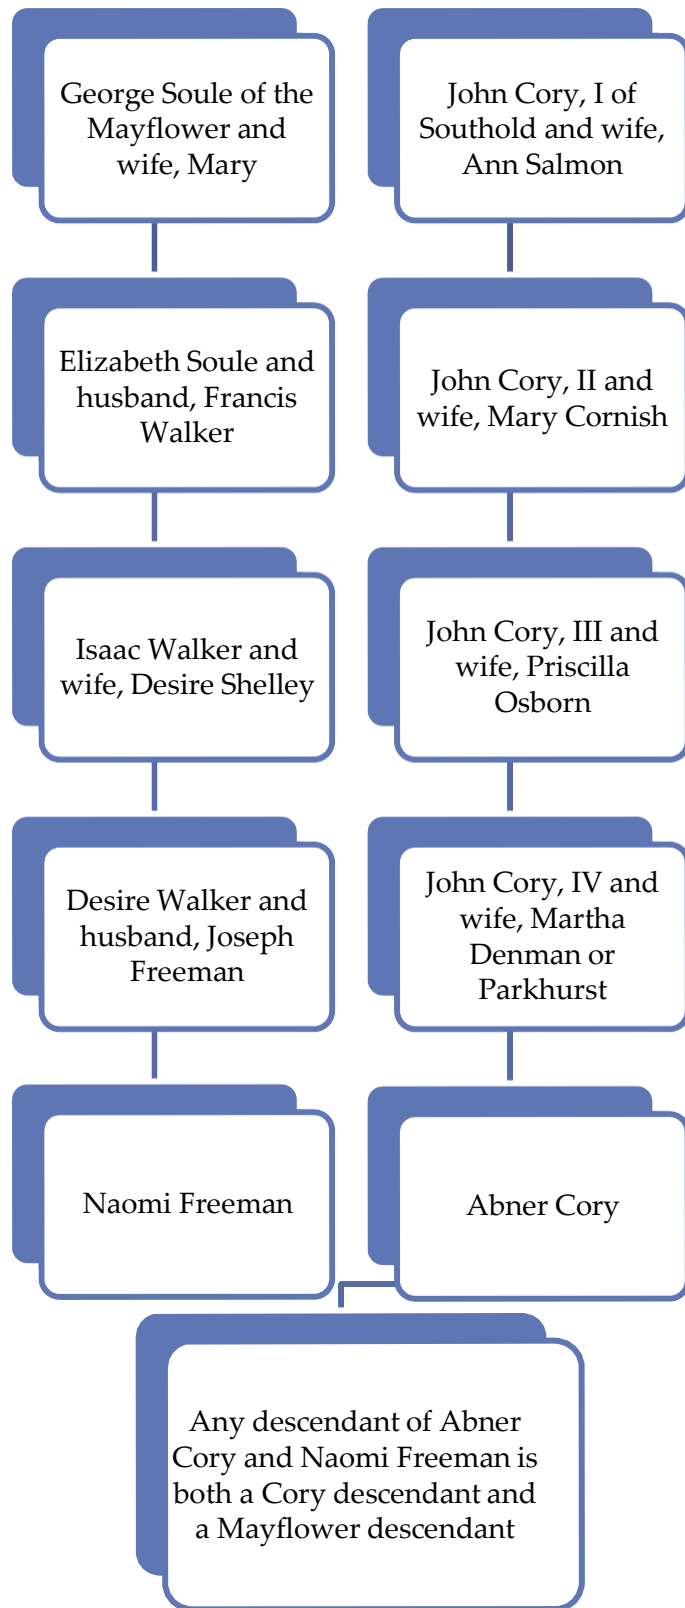 George Soule of the
Mayflower and
wife, Mary
John Cory, I of
Southold and wife,
Ann Salmon
Elizabeth Soule and
husband, Francis
Walker
John Cory, II and
wife, Mary Cornish
Isaac Walker and
wife, Desire Shelley
John Cory, III and
wife, Priscilla
Osborn
Desire Walker and
husband, Joseph
Freeman
John Cory, IV and
wife, Martha
Denman or
Parkhurst
Naomi Freeman
Abner Cory
Any descendant of Abner
Cory and Naomi Freeman is
both a Cory descendant and
a Mayflower descendant